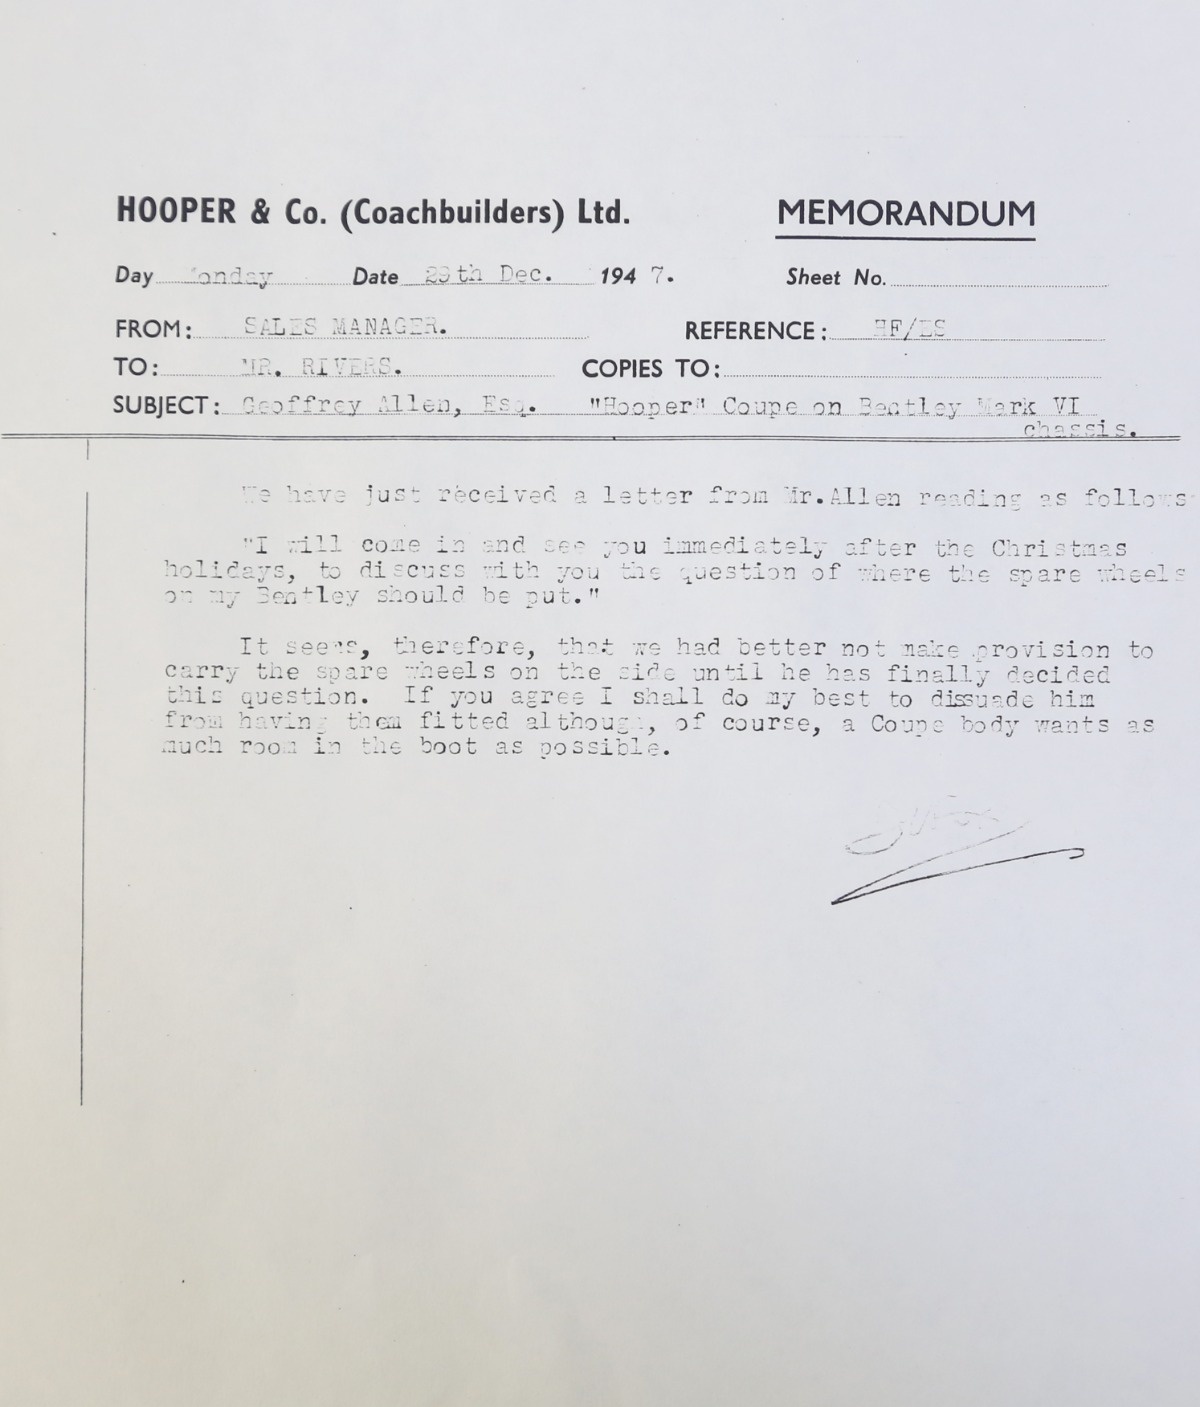 HOOPER & Co. (Coachbuilders) Ltd. MEMORANDUM
Day Monday Date 29th Dec. 1947. Sheet No.
FROM: SALES MANAGER. REFERENCE: HF/ES
TO: MR. RIVERS. COPIES TO:
SUBJECT: Geoffrey Allen, Esq. "Hooper" Coupe on Bentley Mark VI
chassis.
We have just received a letter from Mr.Allen reading as follows
"I will come in and see you immediately after the Christmas
holidays, to discuss with you the question of where the spare wheels
on my Bentley should be put."
It seems, therefore, that we had better not make provision to
carry the spare wheels on the side until he has finally decided
this question. If you agree I shall do my best to dissuade him
from having them fitted although, of course, a Coupe body wants as
much room in the boot as possible.